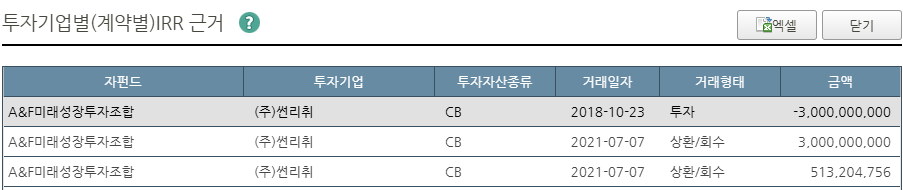 투자기업별(계약별)IRR 근거 ? 엑셀 닫기
자펀드 투자기업 투자자산종류 거래일자 거래형태 금액
A&F미래성장투자조합 (주)썬리취 CB 2018-10-23 투자 -3,000,000,000
A&F미래성장투자조합 (주)썬리취 CB 2021-07-07 상환/회수 3,000,000,000
A&F미래성장투자조합 (주)썬리취 CB 2021-07-07 상환/회수 513,204,756